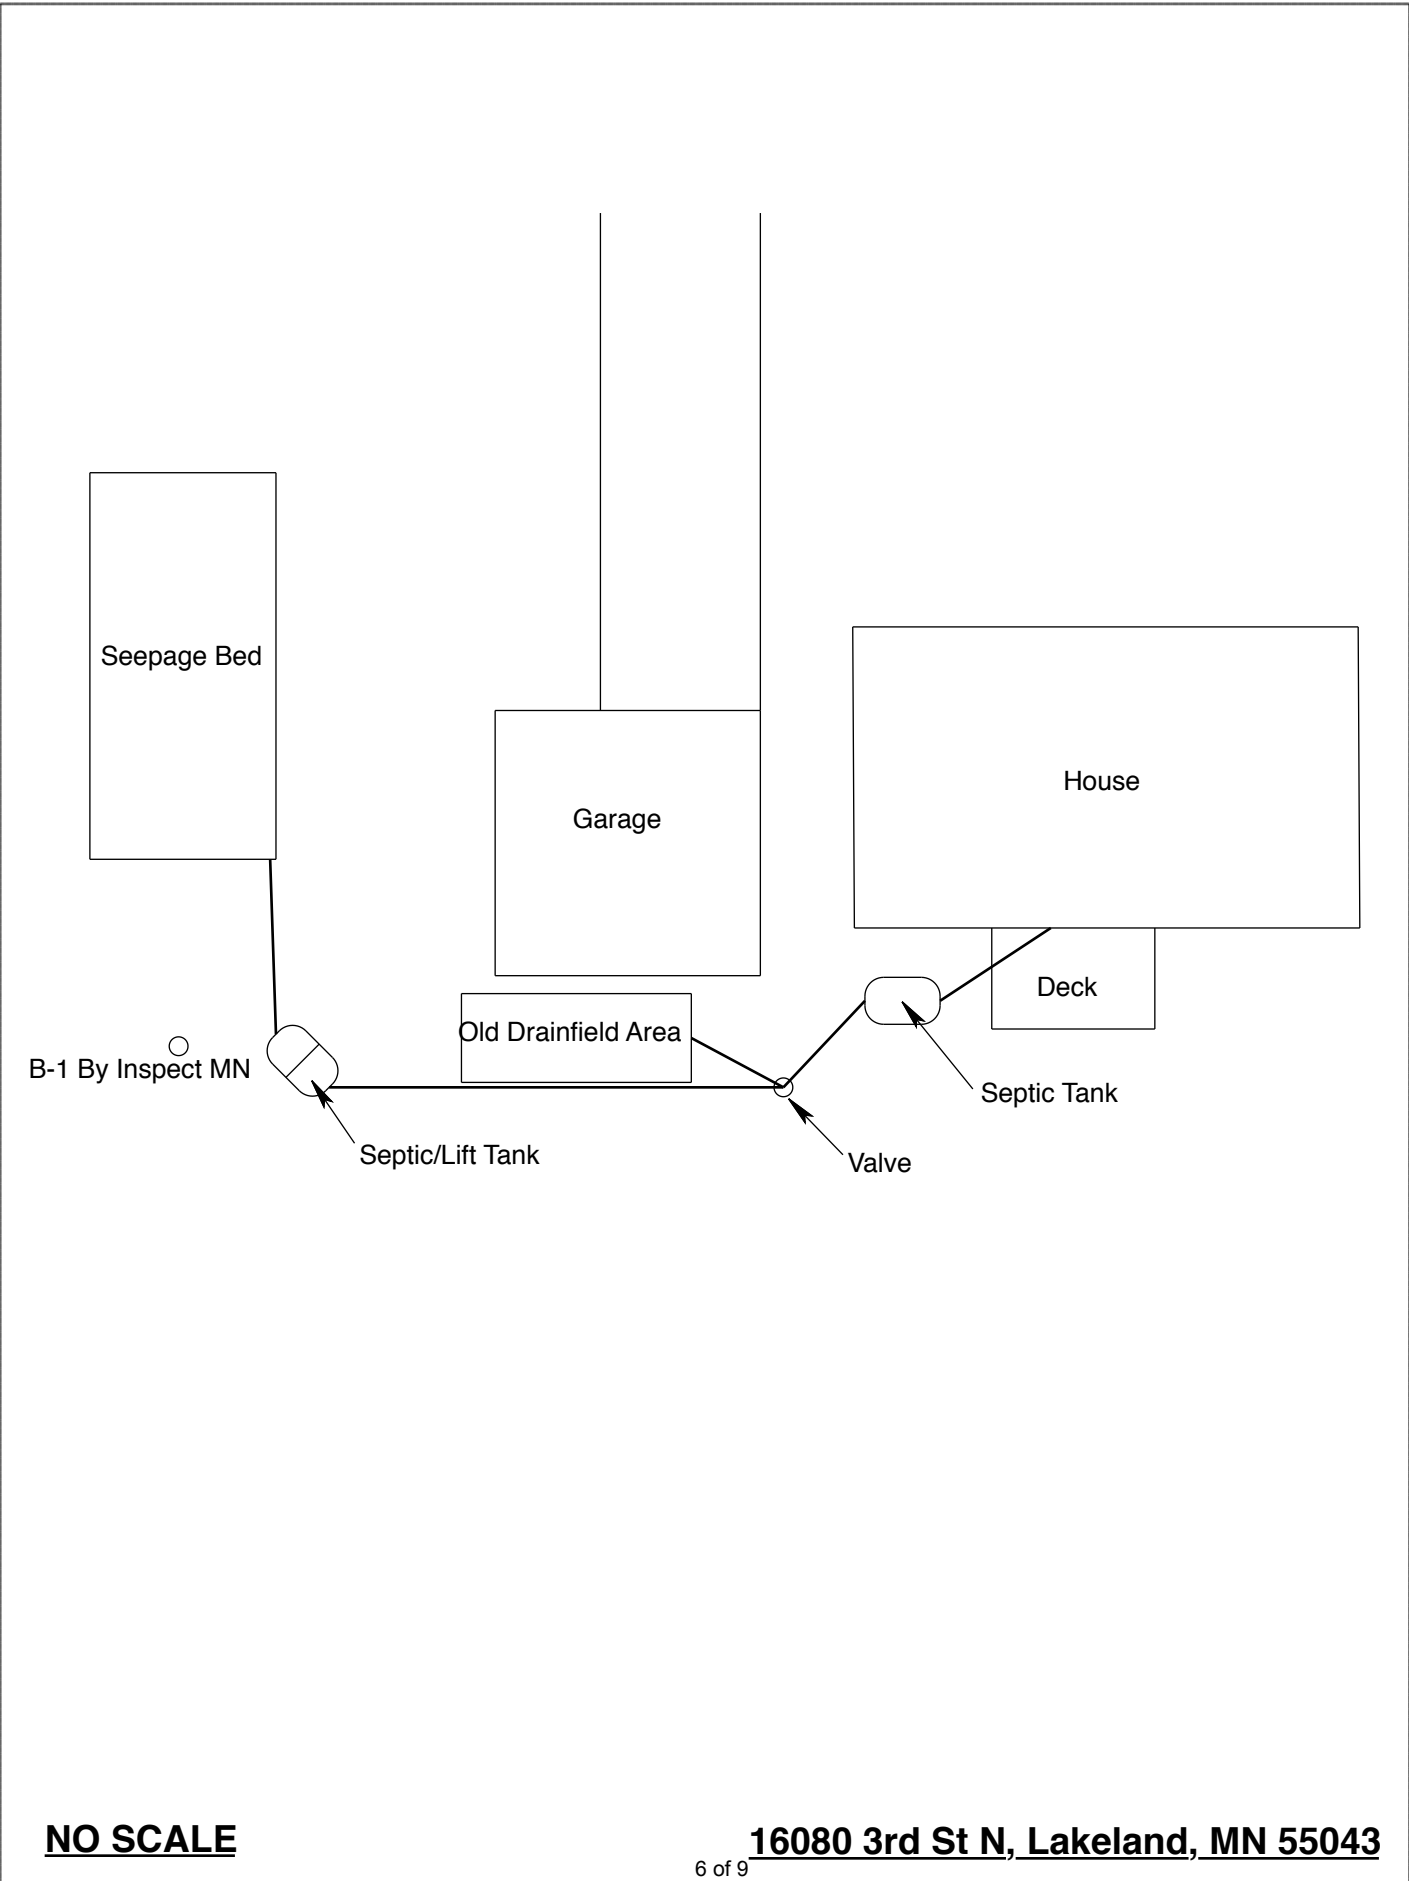 Seepage Bed
House
Garage
Deck
Old Drainfield Area
B-1 By Inspect MN
Septic Tank
Septic/Lift Tank
Valve
NO SCALE
16080 3rd St N, Lakeland, MN 55043
6 of 9